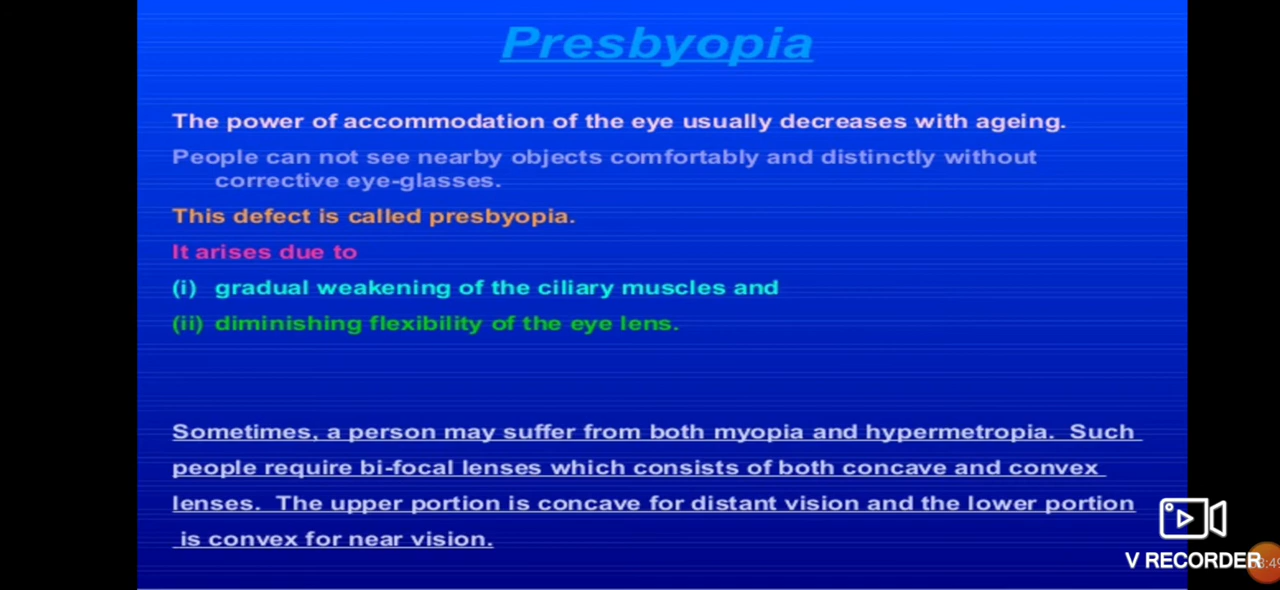 Presbyopia
The power of accommodation of the eye usually decreases with ageing.
People can not see nearby objects comfortably and distinctly without
corrective eye-glasses.
This defect is called presbyopia.
It arises due to
(i) gradual weakening of the ciliary muscles and
(ii) diminishing flexibility of the eye lens.
Sometimes, a person may suffer from both myopia and hypermetropia. Such
people require bi-focal lenses which consists of both concave and convex
lenses. The upper portion is concave for distant vision and the lower portion
is convex for near vision.
V RECORDER